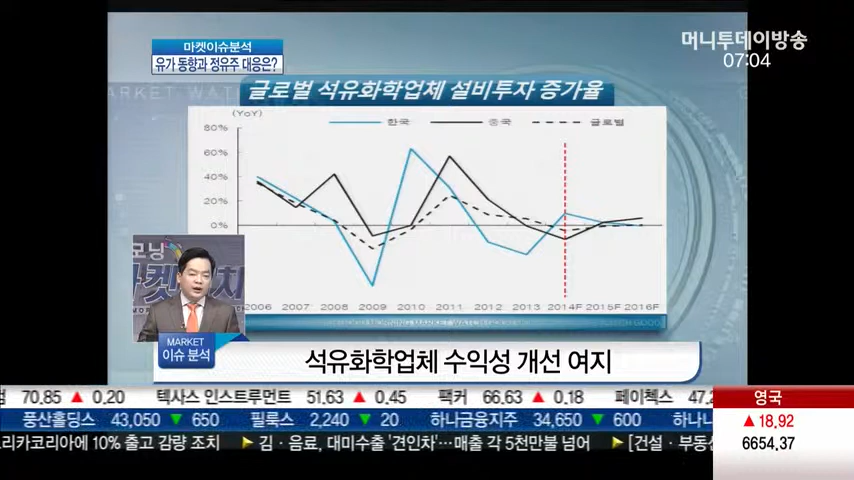 마켓이슈분석
유가 동향과 정유주 대응은?
머니투데이방송
07:04
글로벌 석유화학업체 설비투자 증가율
(YoY)
한국 중국 글로벌
80%
60%
40%
20%
0%
2006 2007 2008 2009 2010 2011 2012 2013 2014F 2015F 2016F
모닝
마켓
MARKET
이슈 분석
석유화학업체 수익성 개선 여지
70,85 ▲ 0,20 텍사스 인스트루먼트 51,63 ▲ 0,45 팩커 66,63 ▲ 0,18 페이첵스 47,2
영국
풍산홀딩스 43,050 ▼ 650 필룩스 2,240 ▼ 20 하나금융지주 34,650 ▼ 600 하나
▲ 18,92
6654,37
리카코리아에 10% 출고 감량 조치 ▶ 김·음료, 대미수출 '견인차'…매출 각 5천만불 넘어 ▶ [건설·부동산